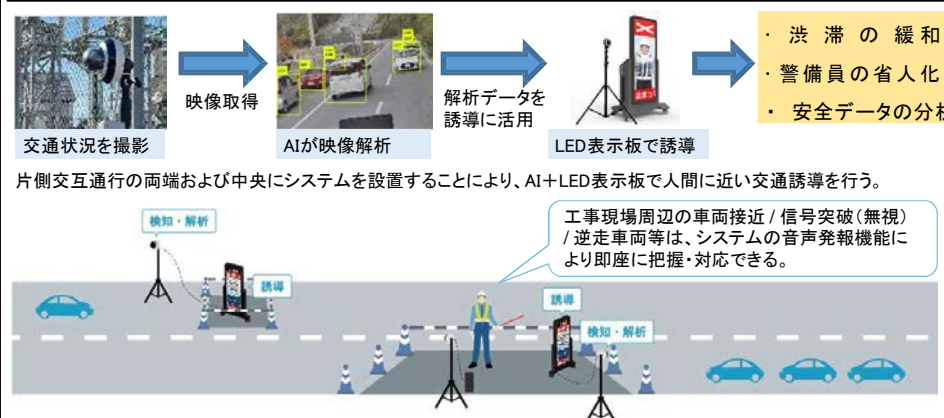 映像取得
解析データを
誘導に活用
・ 渋 滞 の 緩 和
・警備員の省人化
・ 安全データの分析
交通状況を撮影
AIが映像解析
LED表示板で誘導
片側交互通行の両端および中央にシステムを設置することにより、AI+LED表示板で人間に近い交通誘導を行う。
工事現場周辺の車両接近 / 信号突破(無視)
/ 逆走車両等は、システムの音声発報機能に
より即座に把握・対応できる。
検知・解析
誘導
誘導
検知・解析